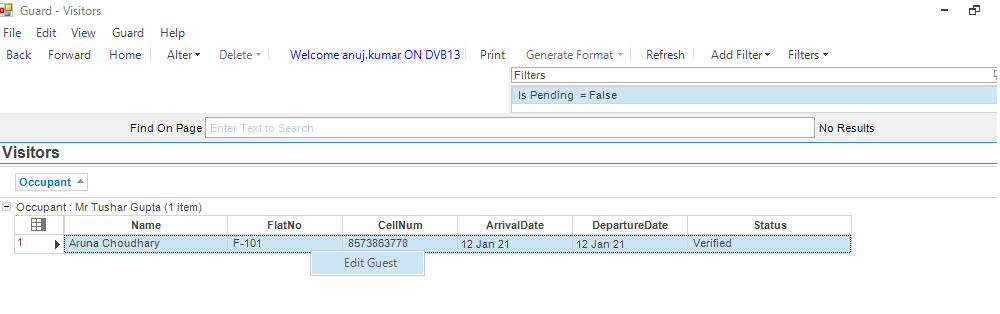 Guard - Visitors
File Edit View Guard Help
Back Forward Home Alter Delete Welcome anuj.kumar ON DVB13 Print Generate Format Refresh Add Filter Filters
Filters
Is Pending = False
Find On Page Enter Text to Search No Results
Visitors
Occupant
Occupant : Mr Tushar Gupta (1 item)
Name FlatNo CellNum ArrivalDate DepartureDate Status
1 Aruna Choudhary F-101 8573863778 12 Jan 21 12 Jan 21 Verified
Edit Guest